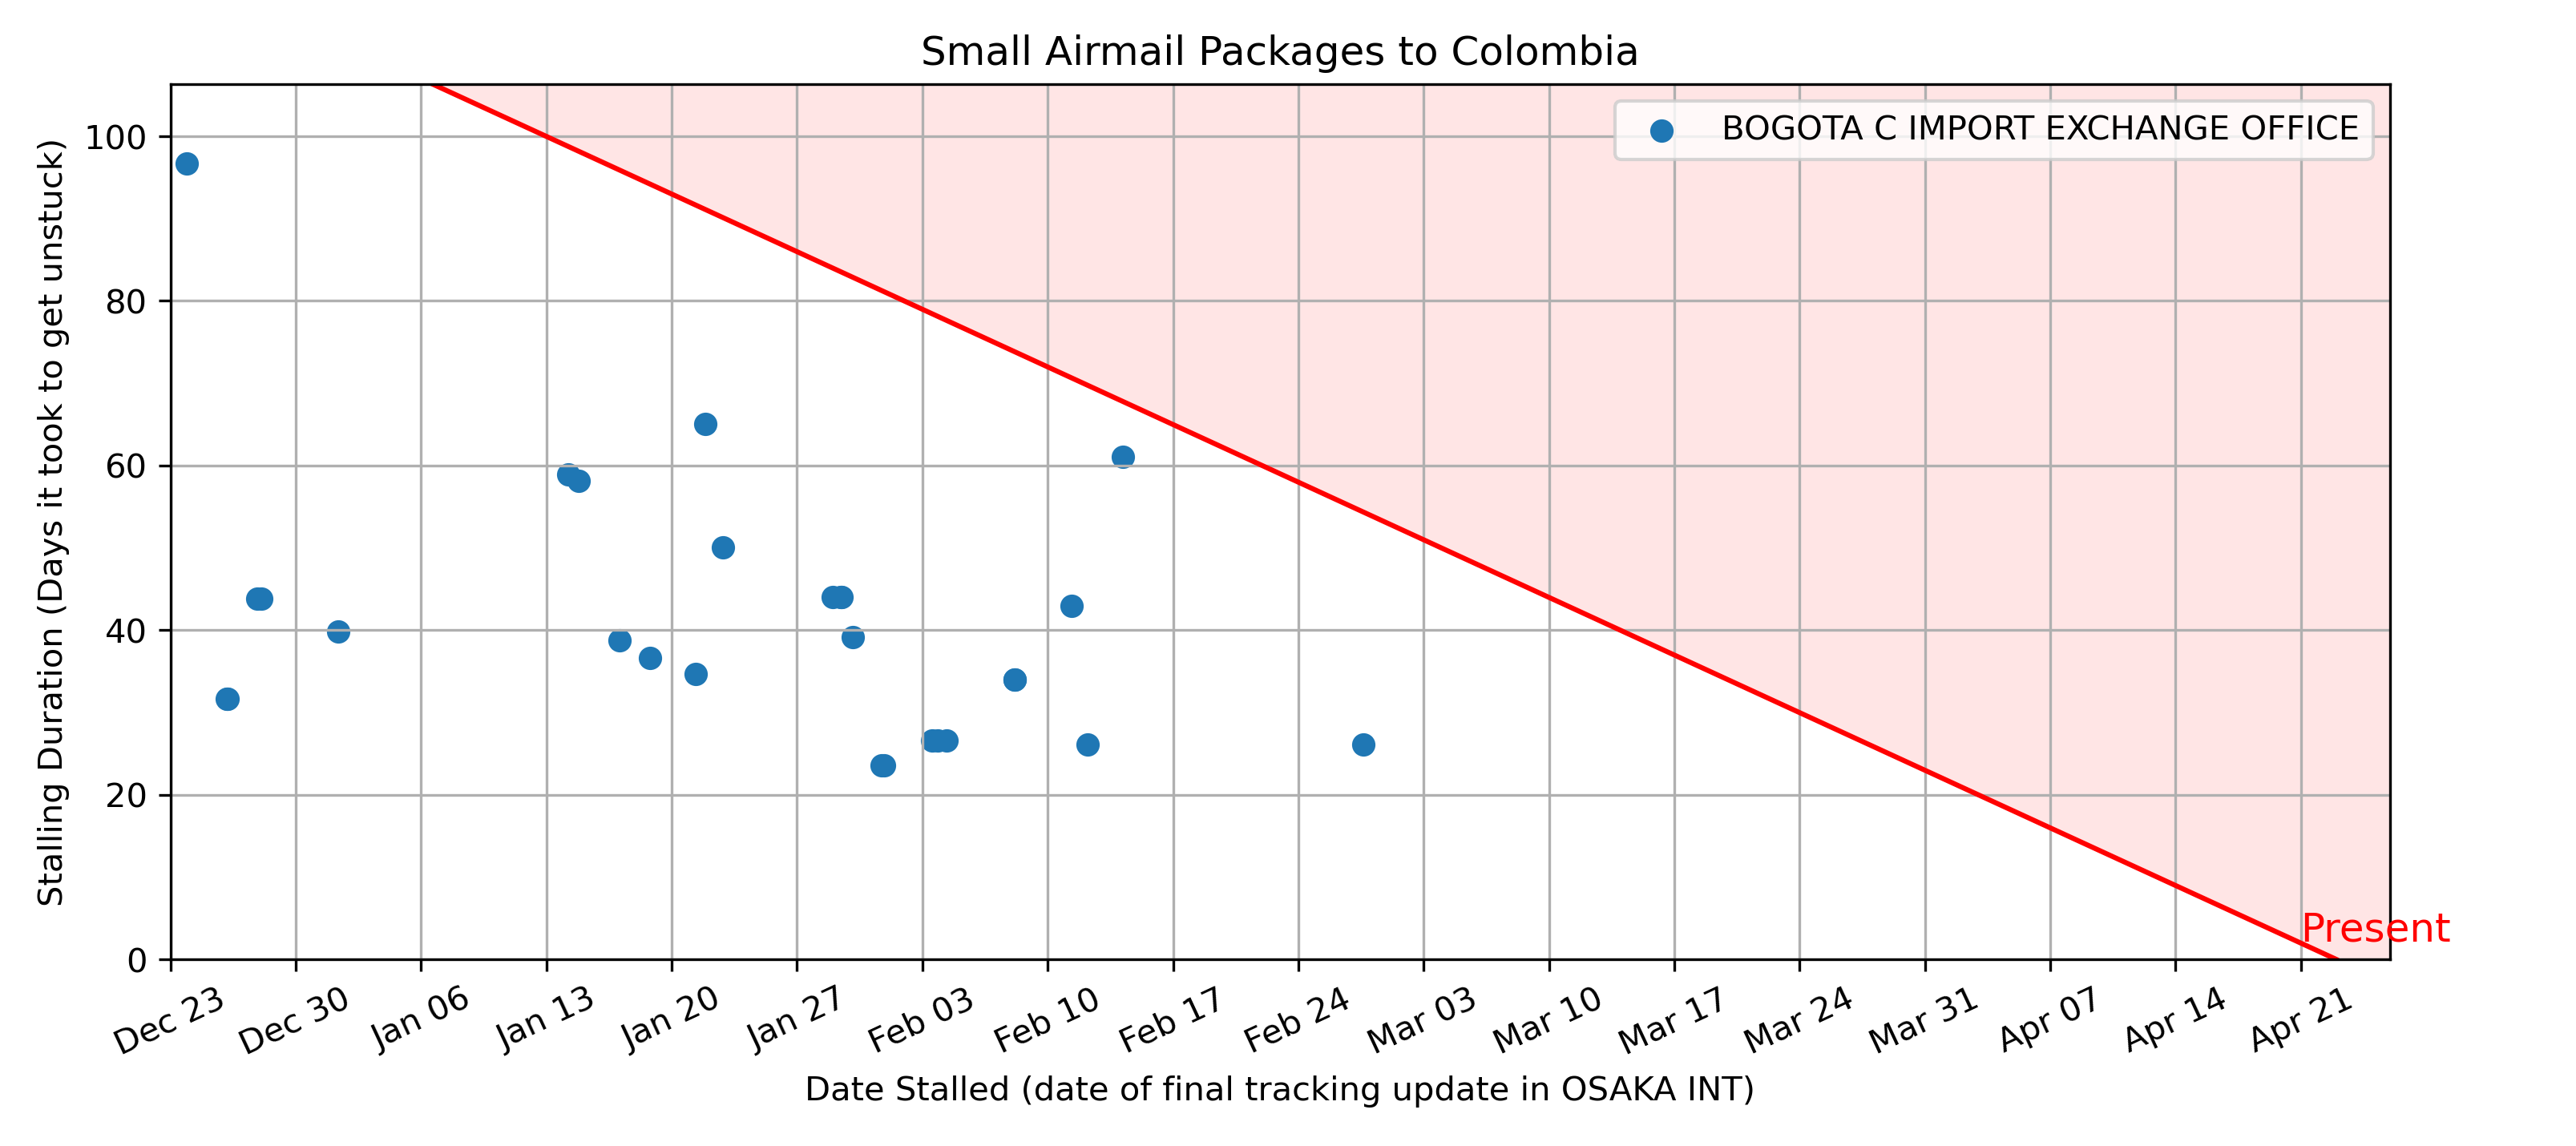 Small Airmail Packages to Colombia
BOGOTA C IMPORT EXCHANGE OFFICE
Stalling Duration (Days it took to get unstuck)
100
80
60
40
20
0
Present
Dec 23
Dec 30
Jan 06
Jan 13
Jan 20
Jan 27
Feb 03
Feb 10
Feb 17
Feb 24
Mar 03
Mar 10
Mar 17
Mar 24
Mar 31
Apr 07
Apr 14
Apr 21
Date Stalled (date of final tracking update in OSAKA INT)